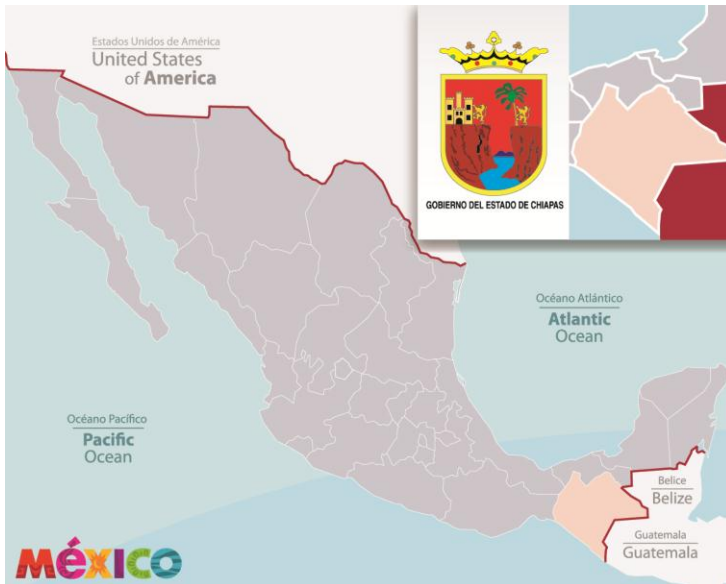 Estados Unidos de América
United States
of America
GOBIERNO DEL ESTADO DE CHIAPAS
Océano Atlántico
Atlantic
Ocean
Océano Pacífico
Pacific
Ocean
Belice
Belize
Guatemala
Guatemala
México